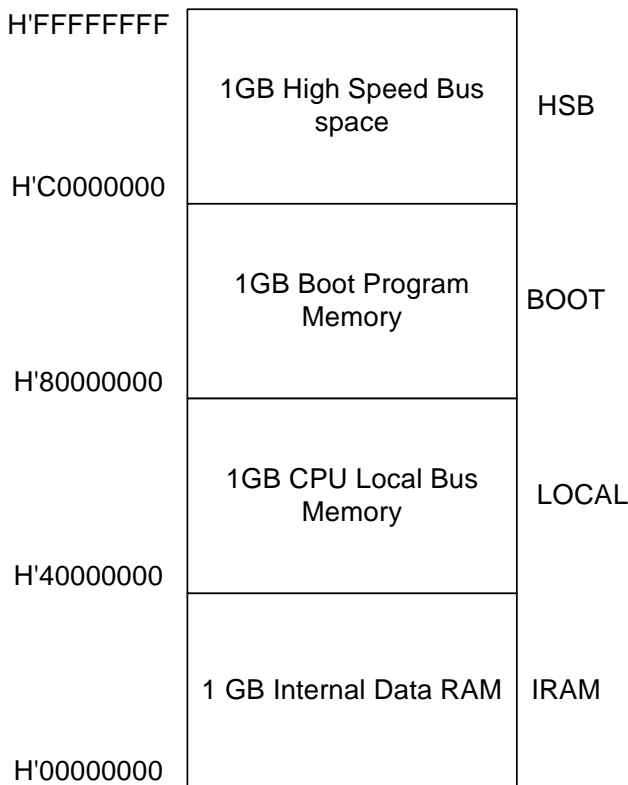 H'FFFFFFFF
1GB High Speed Bus
space
HSB
H'C0000000
1GB Boot Program
Memory
BOOT
H'80000000
1GB CPU Local Bus
Memory
LOCAL
H'40000000
1 GB Internal Data RAM
IRAM
H'00000000